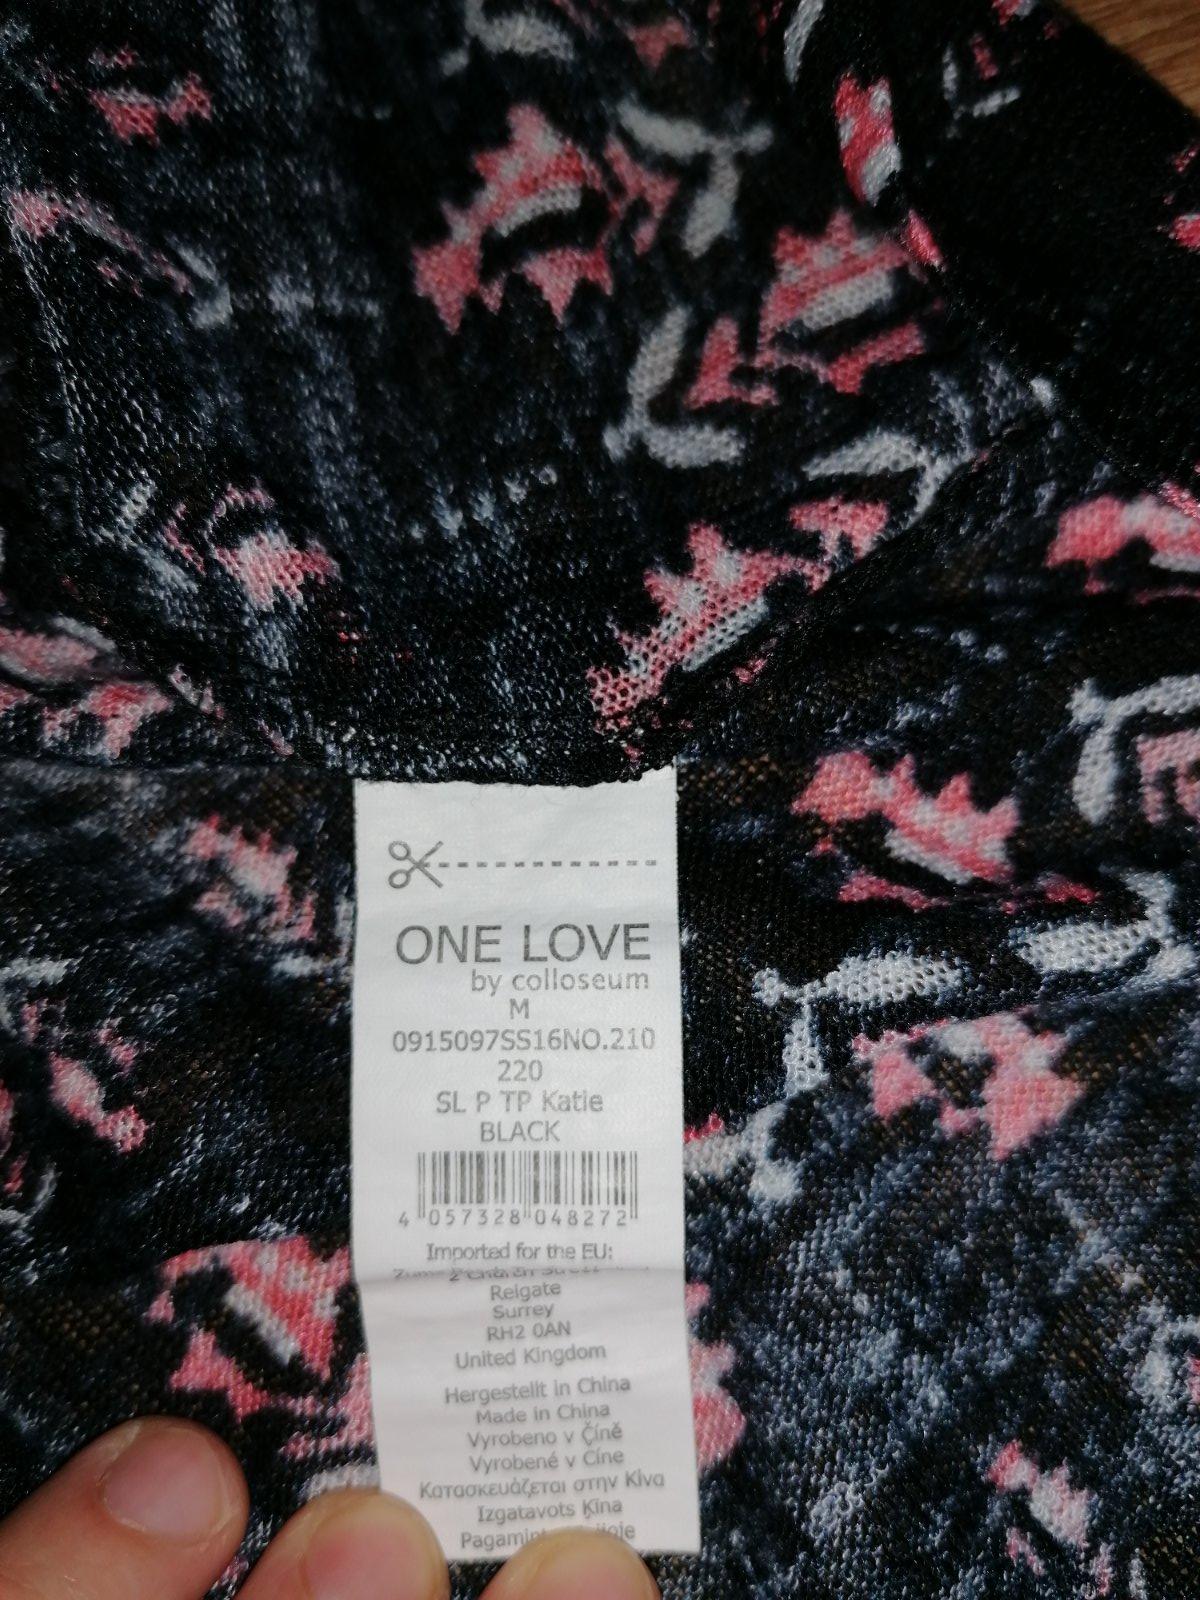 ONE LOVE
by colloseum
M
0915097SS16NO.210
220
SL P TP Katie
BLACK
4 057328 048272
Imported for the EU:
Reigate
Surrey
RH2 0AN
United Kingdom
Hergestellt in China
Made in China
Vyrobeno v Číně
Vyrobené v Cíne
Κατασκευάζεται στην Κίνα
Izgatavots Ķīna